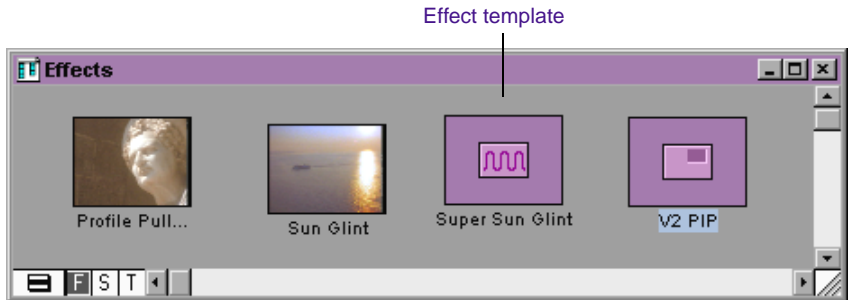 Effect template
Effects
Profile Pull...
Sun Glint
Super Sun Glint
V2 PIP
F S T